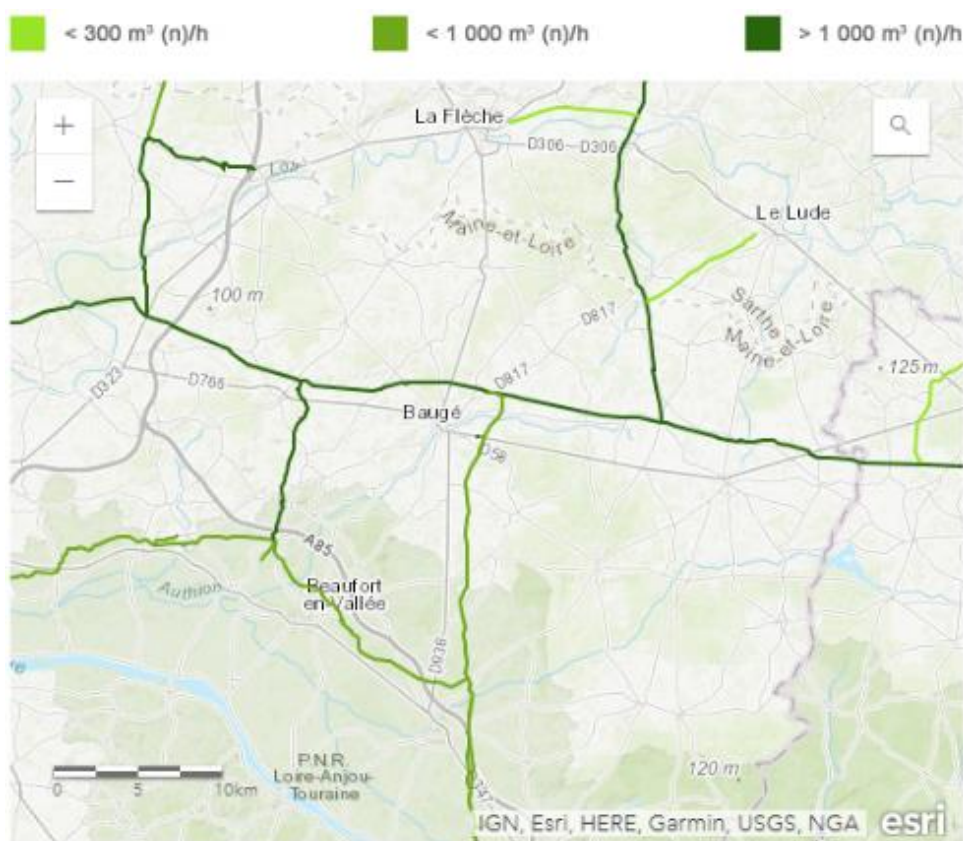 < 300 m³ (n)/h
< 1 000 m³ (n)/h
> 1 000 m³ (n)/h
+
−
La Flèche
D306
D306
Loir
Le Lude
Maine-et-Loire
100 m
D817
Sarthe
Maine-et-Loire
D323
D766
D817
125 m
Baugé
D58
A85
Authion
Beaufort
en-Vallée
D938
P.N.R.
Loire-Anjou-
Touraine
120 m
0
5
10km
IGN, Esri, HERE, Garmin, USGS, NGA
esri